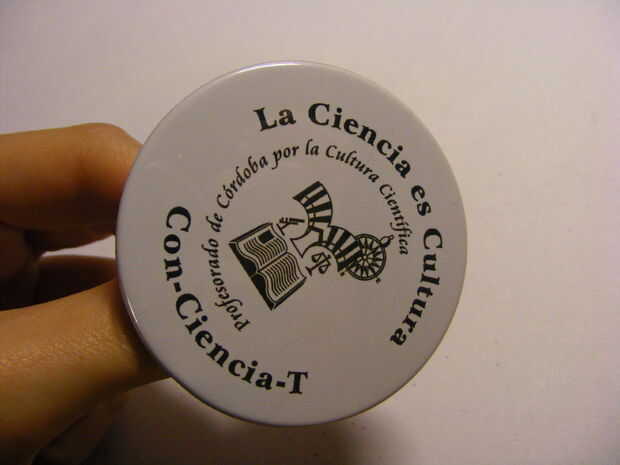 La Ciencia es Cultura
Profesorado de Córdoba por la Cultura Científica
Con-Ciencia-T